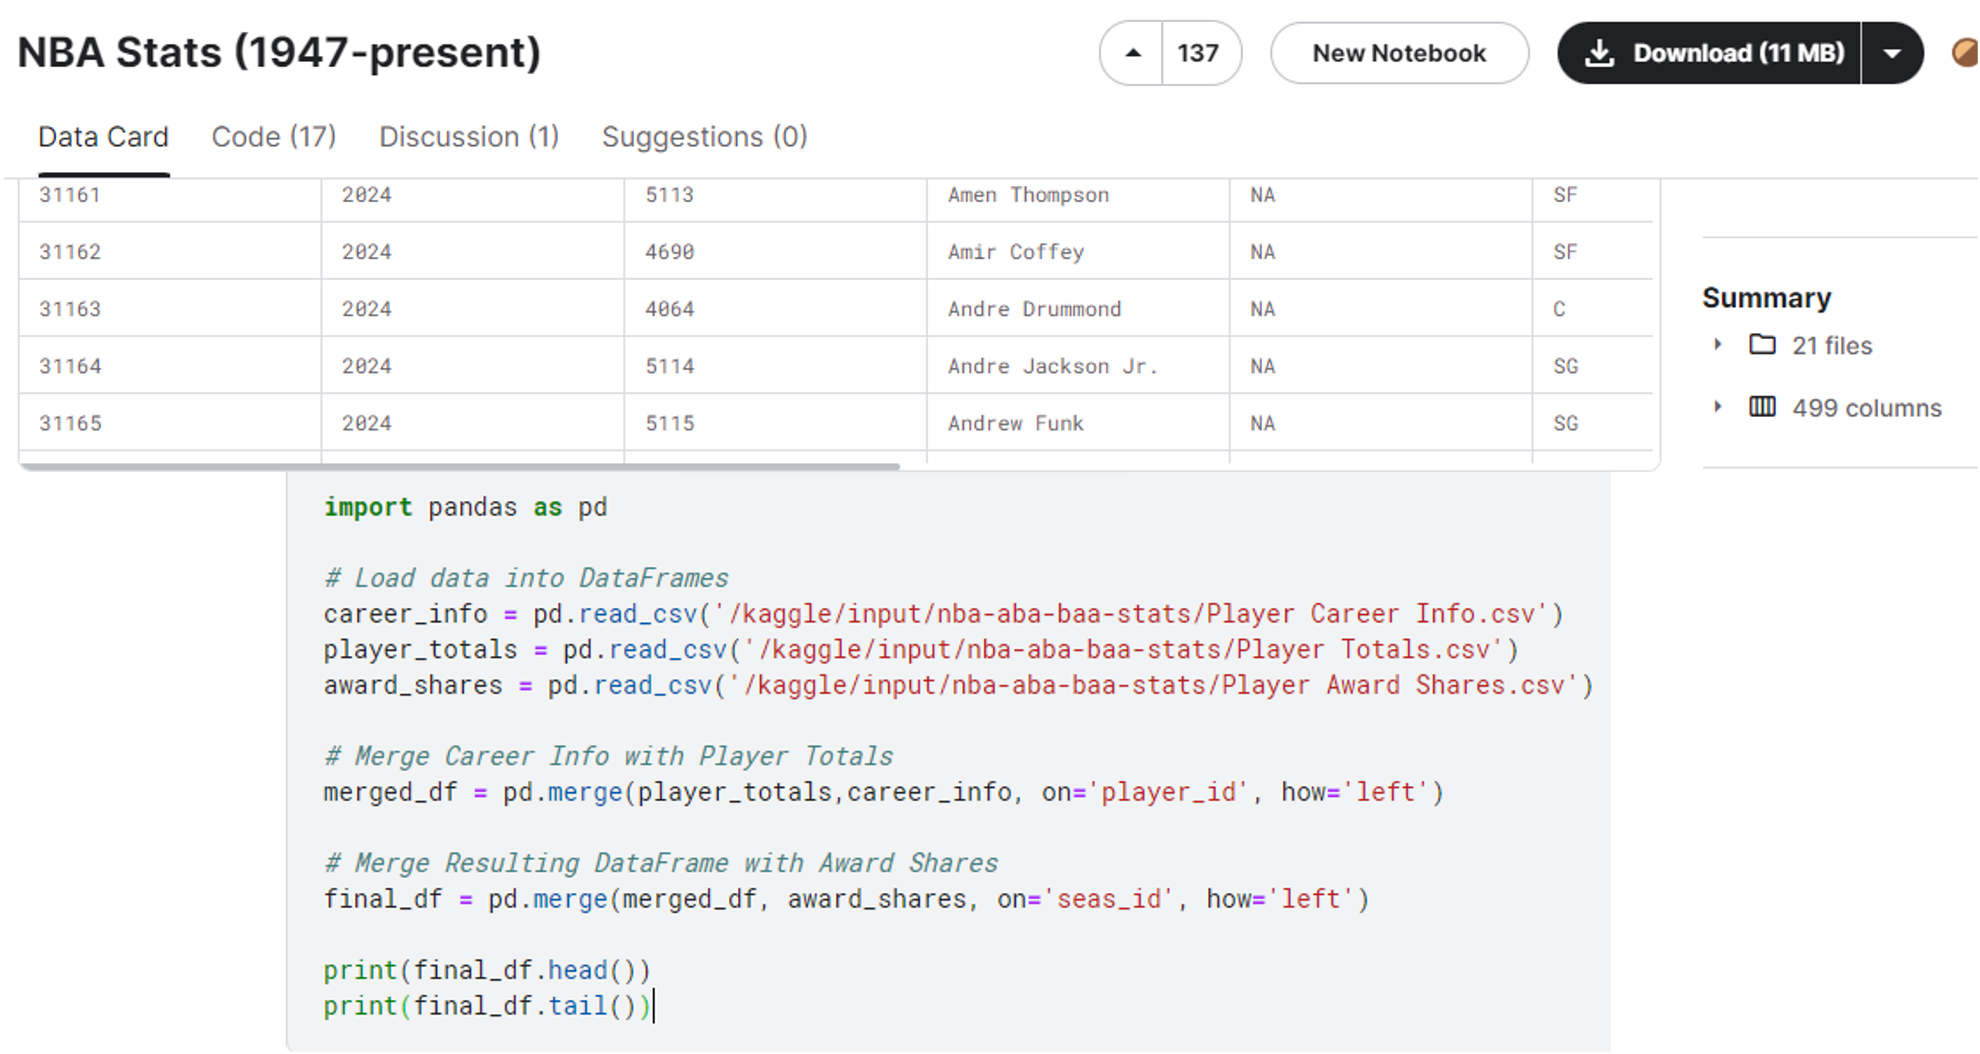 NBA Stats (1947-present)
137
New Notebook
Download (11 MB)
Data Card Code (17) Discussion (1) Suggestions (0)
31161 2024 5113 Amen Thompson NA SF
31162 2024 4690 Amir Coffey NA SF
31163 2024 4064 Andre Drummond NA C
31164 2024 5114 Andre Jackson Jr. NA SG
31165 2024 5115 Andrew Funk NA SG
Summary
21 files
499 columns
import pandas as pd
# Load data into DataFrames
career_info = pd.read_csv('/kaggle/input/nba-aba-baa-stats/Player Career Info.csv')
player_totals = pd.read_csv('/kaggle/input/nba-aba-baa-stats/Player Totals.csv')
award_shares = pd.read_csv('/kaggle/input/nba-aba-baa-stats/Player Award Shares.csv')
# Merge Career Info with Player Totals
merged_df = pd.merge(player_totals,career_info, on='player_id', how='left')
# Merge Resulting DataFrame with Award Shares
final_df = pd.merge(merged_df, award_shares, on='seas_id', how='left')
print(final_df.head())
print(final_df.tail())